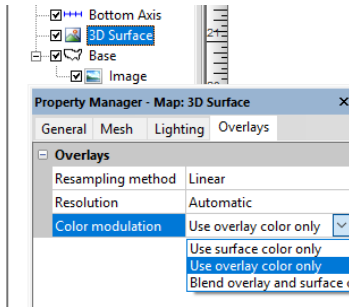 Bottom Axis
3D Surface
Base
Image
Property Manager - Map: 3D Surface
General Mesh Lighting Overlays
Overlays
Resampling method Linear
Resolution Automatic
Color modulation Use overlay color only
Use surface color only
Use overlay color only
Blend overlay and surface